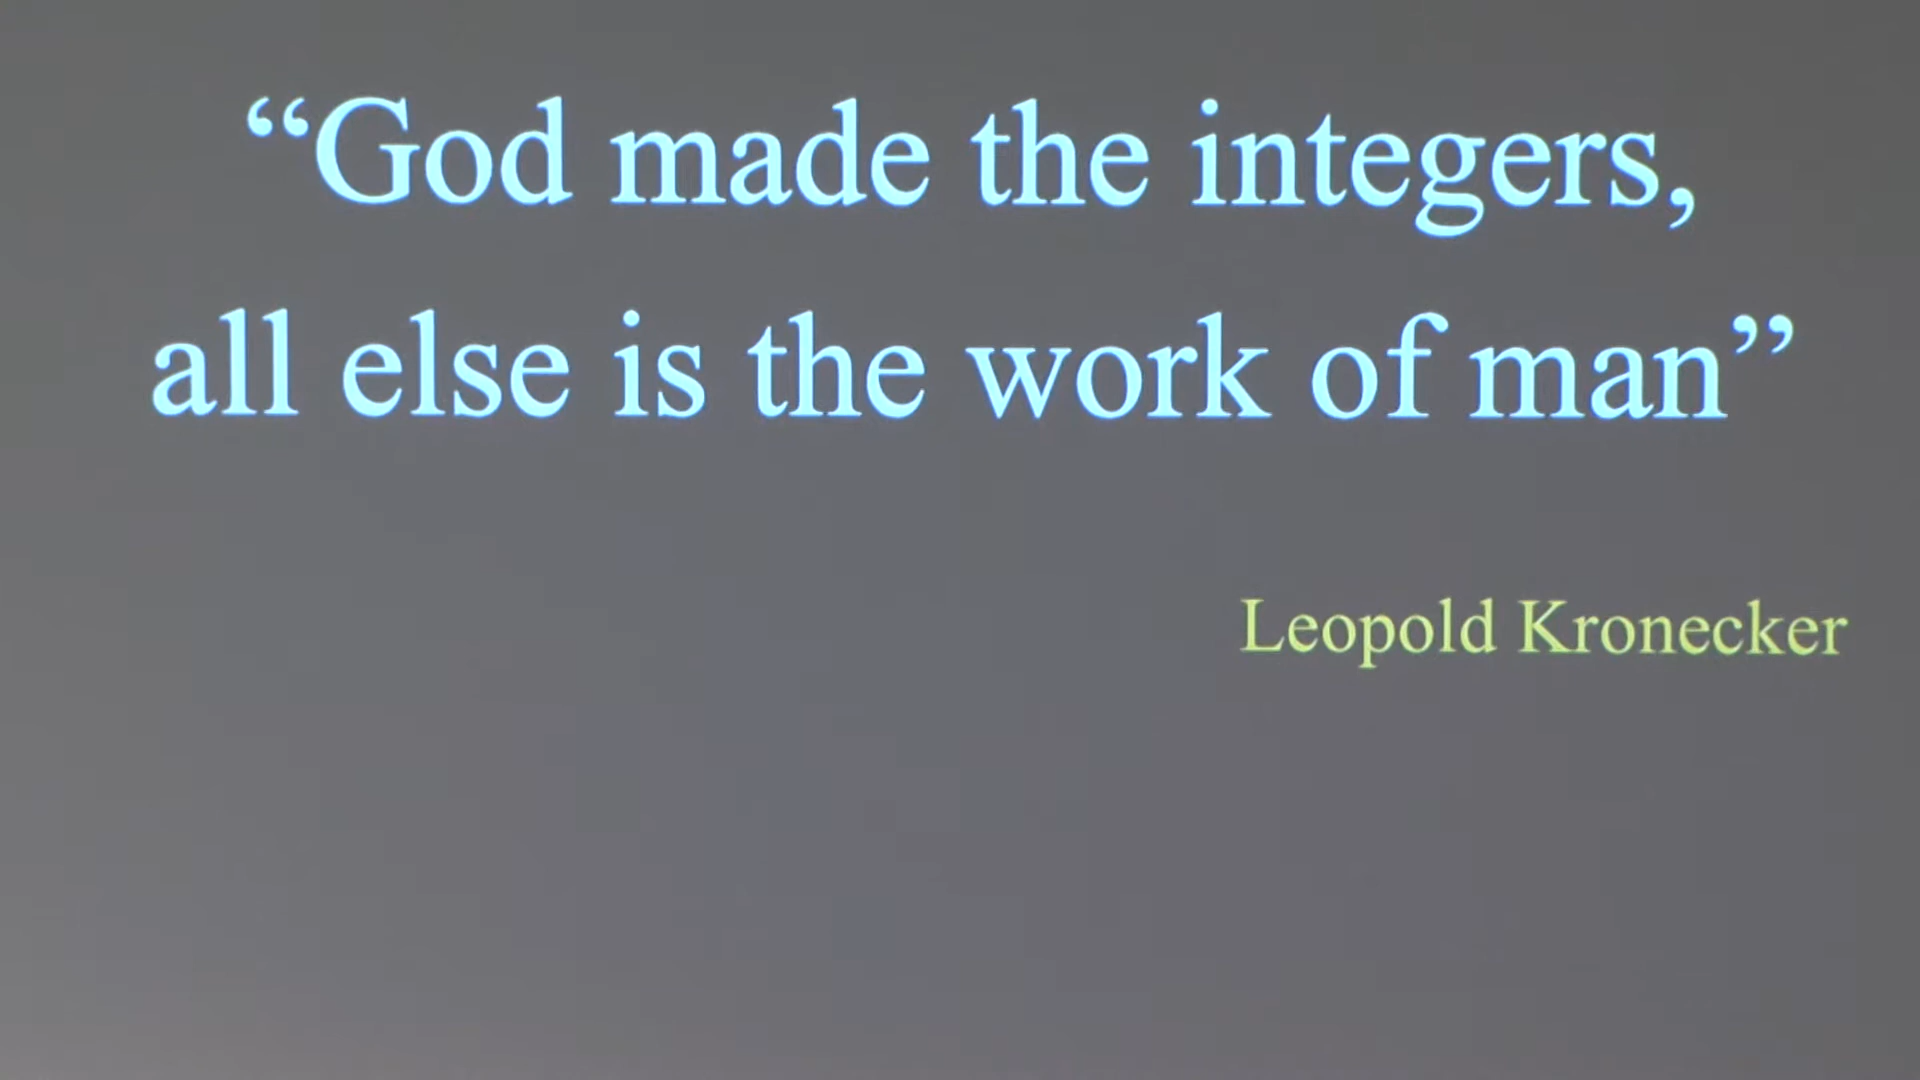 “God made the integers,
all else is the work of man”
Leopold Kronecker